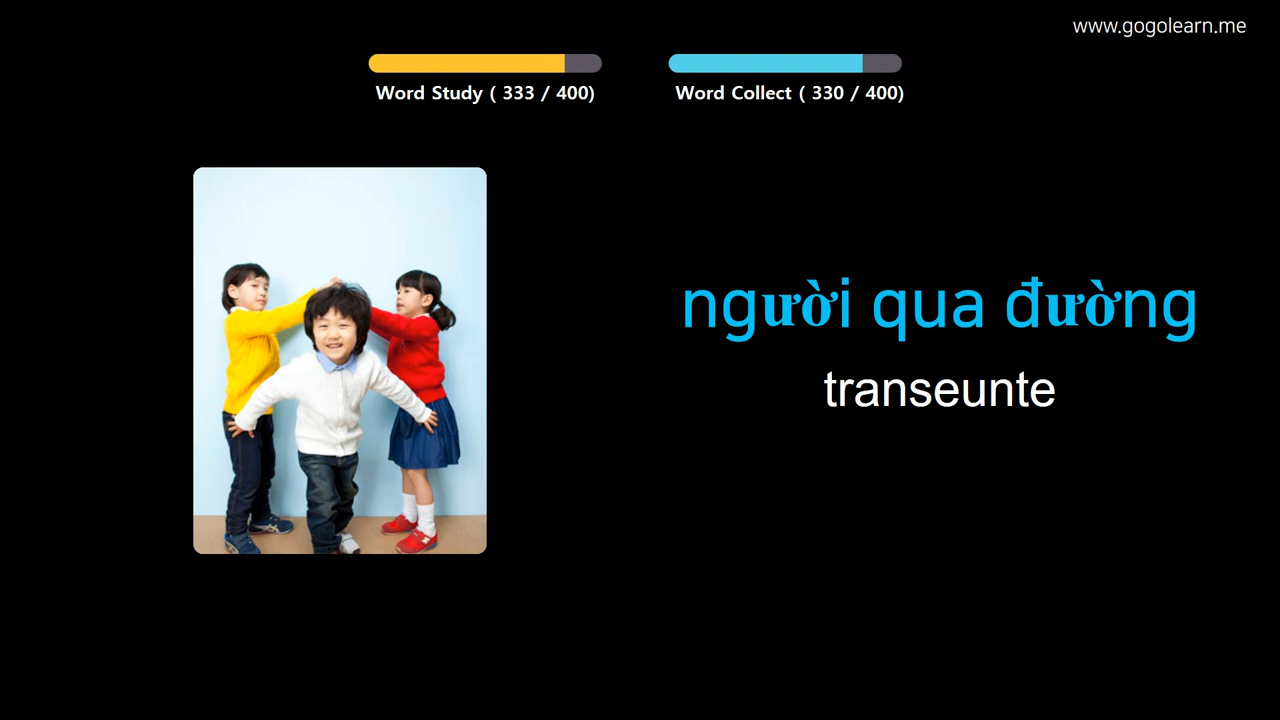 www.gogolearn.me
Word Study ( 333 / 400)
Word Collect ( 330 / 400)
người qua đường
transeunte